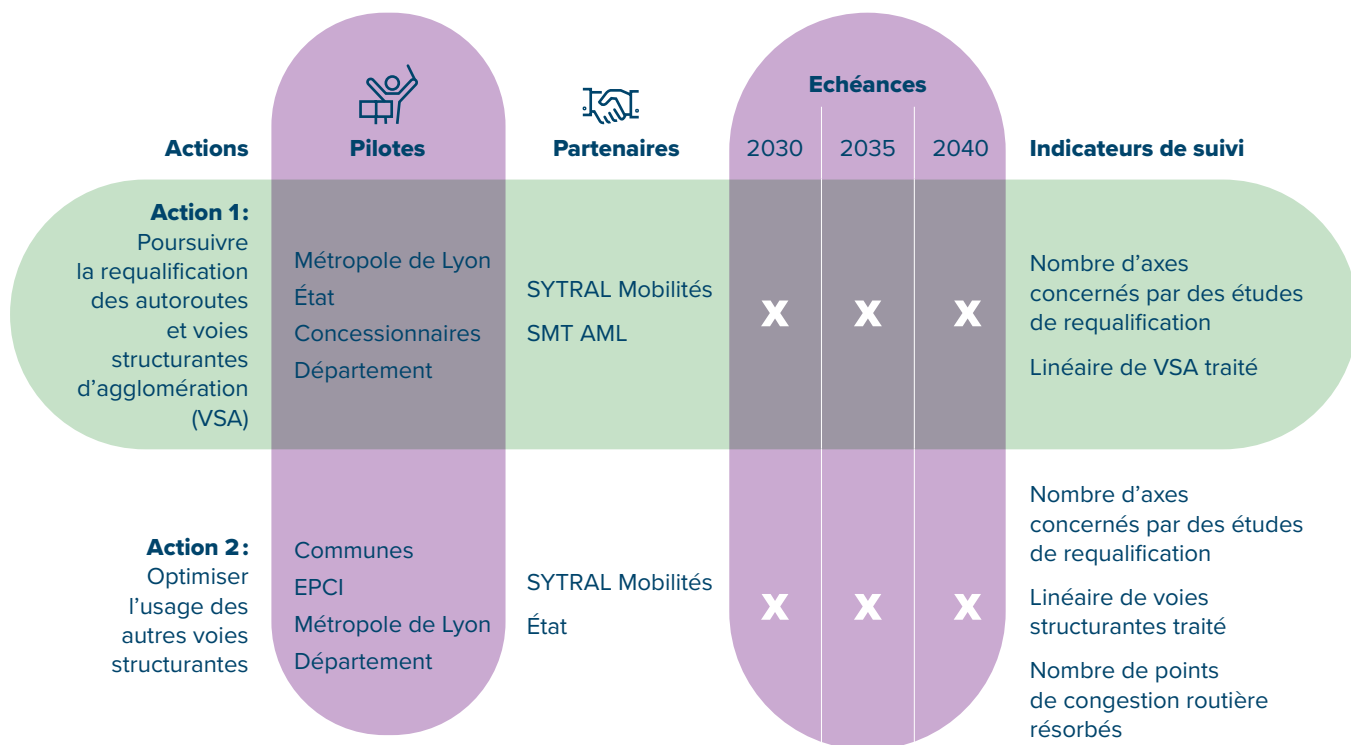 Echéances
Actions
Pilotes
Partenaires
2030
2035
2040
Indicateurs de suivi
Action 1 :
Poursuivre
la requalification
des autoroutes
et voies
structurantes
d'agglomération
(VSA)
Métropole de Lyon
État
Concessionnaires
Département
SYTRAL Mobilités
SMT AML
X
X
X
Nombre d'axes
concernés par des études
de requalification
Linéaire de VSA traité
Action 2 :
Optimiser
l'usage des
autres voies
structurantes
Communes
EPCI
Métropole de Lyon
Département
SYTRAL Mobilités
État
X
X
X
Nombre d'axes
concernés par des études
de requalification
Linéaire de voies
structurantes traité
Nombre de points
de congestion routière
résorbés